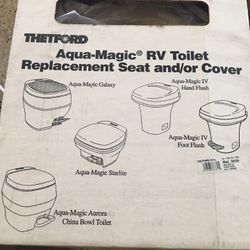 THETFORD
Aqua-Magic® RV Toilet
Replacement Seat and/or Cover
Aqua-Magic Galaxy
Aqua-Magic IV
Hand Flush
Aqua-Magic Starlite
Aqua-Magic IV
Foot Flush
Aqua-Magic Aurora
China Bowl Toilet